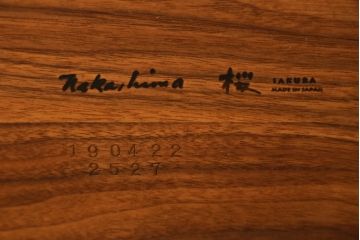 Nakashima 桜 SAKURA
MADE IN JAPAN
190422
2527